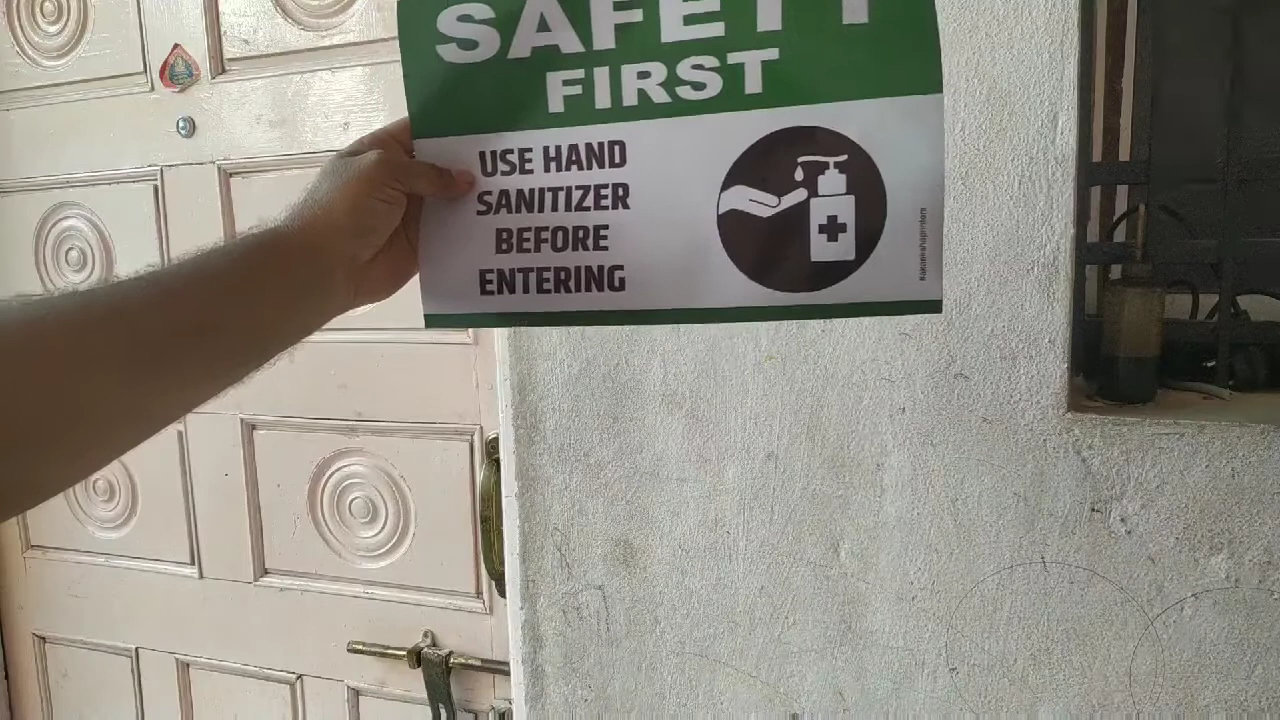 SAFETY
FIRST
USE HAND
SANITIZER
BEFORE
ENTERING